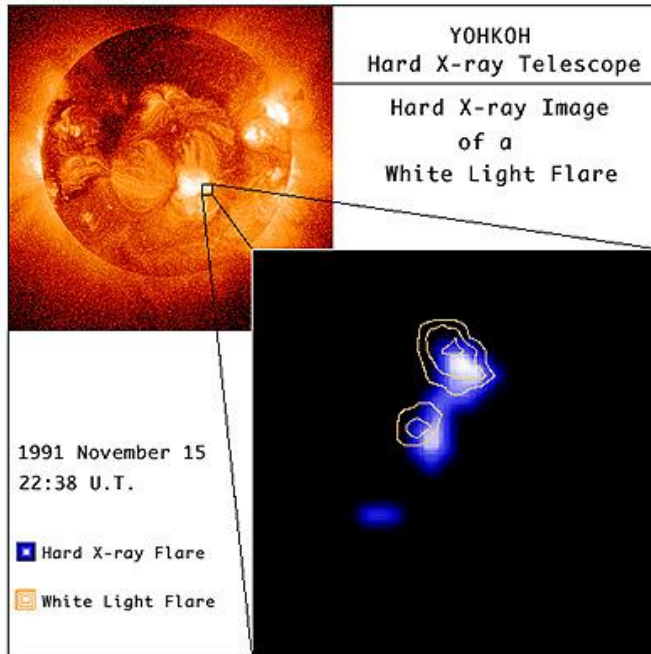 YOHKOH
Hard X-ray Telescope
Hard X-ray Image
of a
White Light Flare
1991 November 15
22:38 U.T.
Hard X-ray Flare
White Light Flare